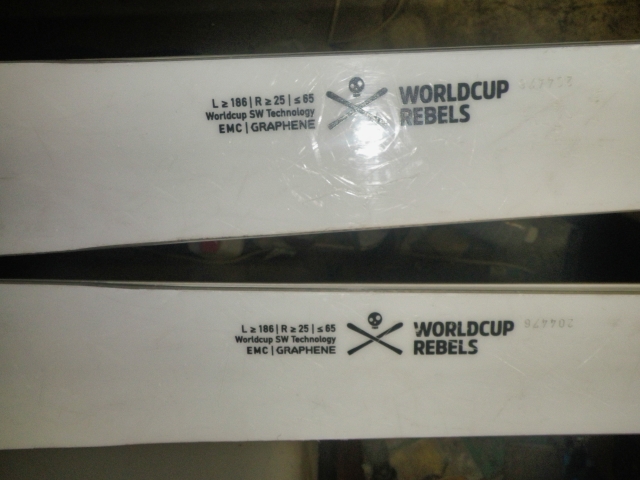 L ≥ 186 | R ≥ 25 | ≤ 65
Worldcup SW Technology
EMC | GRAPHENE
WORLDCUP
REBELS
L ≥ 186 | R ≥ 25 | ≤ 65
Worldcup SW Technology
EMC | GRAPHENE
WORLDCUP
REBELS